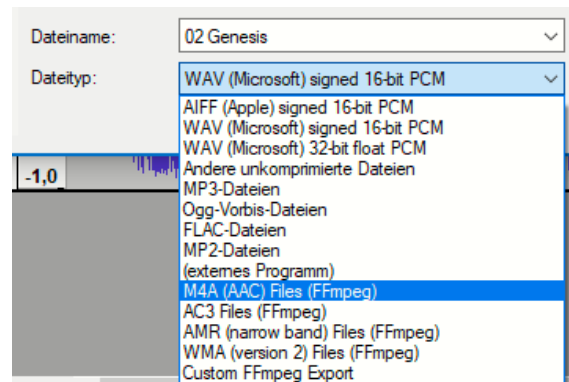 Dateiname: 02 Genesis
Dateityp: WAV (Microsoft) signed 16-bit PCM
AIFF (Apple) signed 16-bit PCM
WAV (Microsoft) signed 16-bit PCM
WAV (Microsoft) 32-bit float PCM
Andere unkomprimierte Dateien
-1,0
MP3-Dateien
Ogg-Vorbis-Dateien
FLAC-Dateien
MP2-Dateien
(externes Programm)
M4A (AAC) Files (FFmpeg)
AC3 Files (FFmpeg)
AMR (narrow band) Files (FFmpeg)
WMA (version 2) Files (FFmpeg)
Custom FFmpeg Export